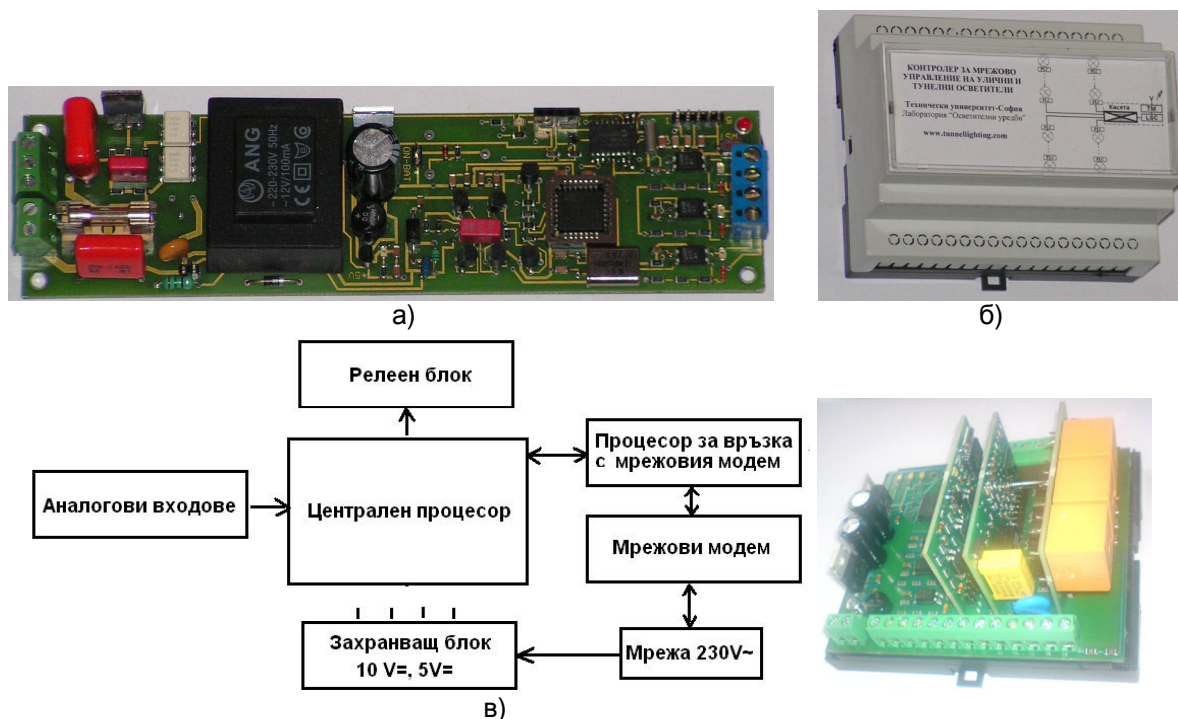 ANG
~220-230V 50Hz
~12V/100mA
КОНТРОЛЕР ЗА МРЕЖОВО
УПРАВЛЕНИЕ НА УЛИЧНИ И
ТУНЕЛНИ ОСВЕТИТЕЛИ
Технически университет-София
Лаборатория "Осветителни уредби"
www.tunnellighting.com
Касета
TM
LSC
а)
б)
Релеен блок
Аналогови входове
Централен процесор
Процесор за връзка
с мрежовия модем
Мрежови модем
Захранващ блок
10 V=, 5V=
Мрежа 230V~
в)